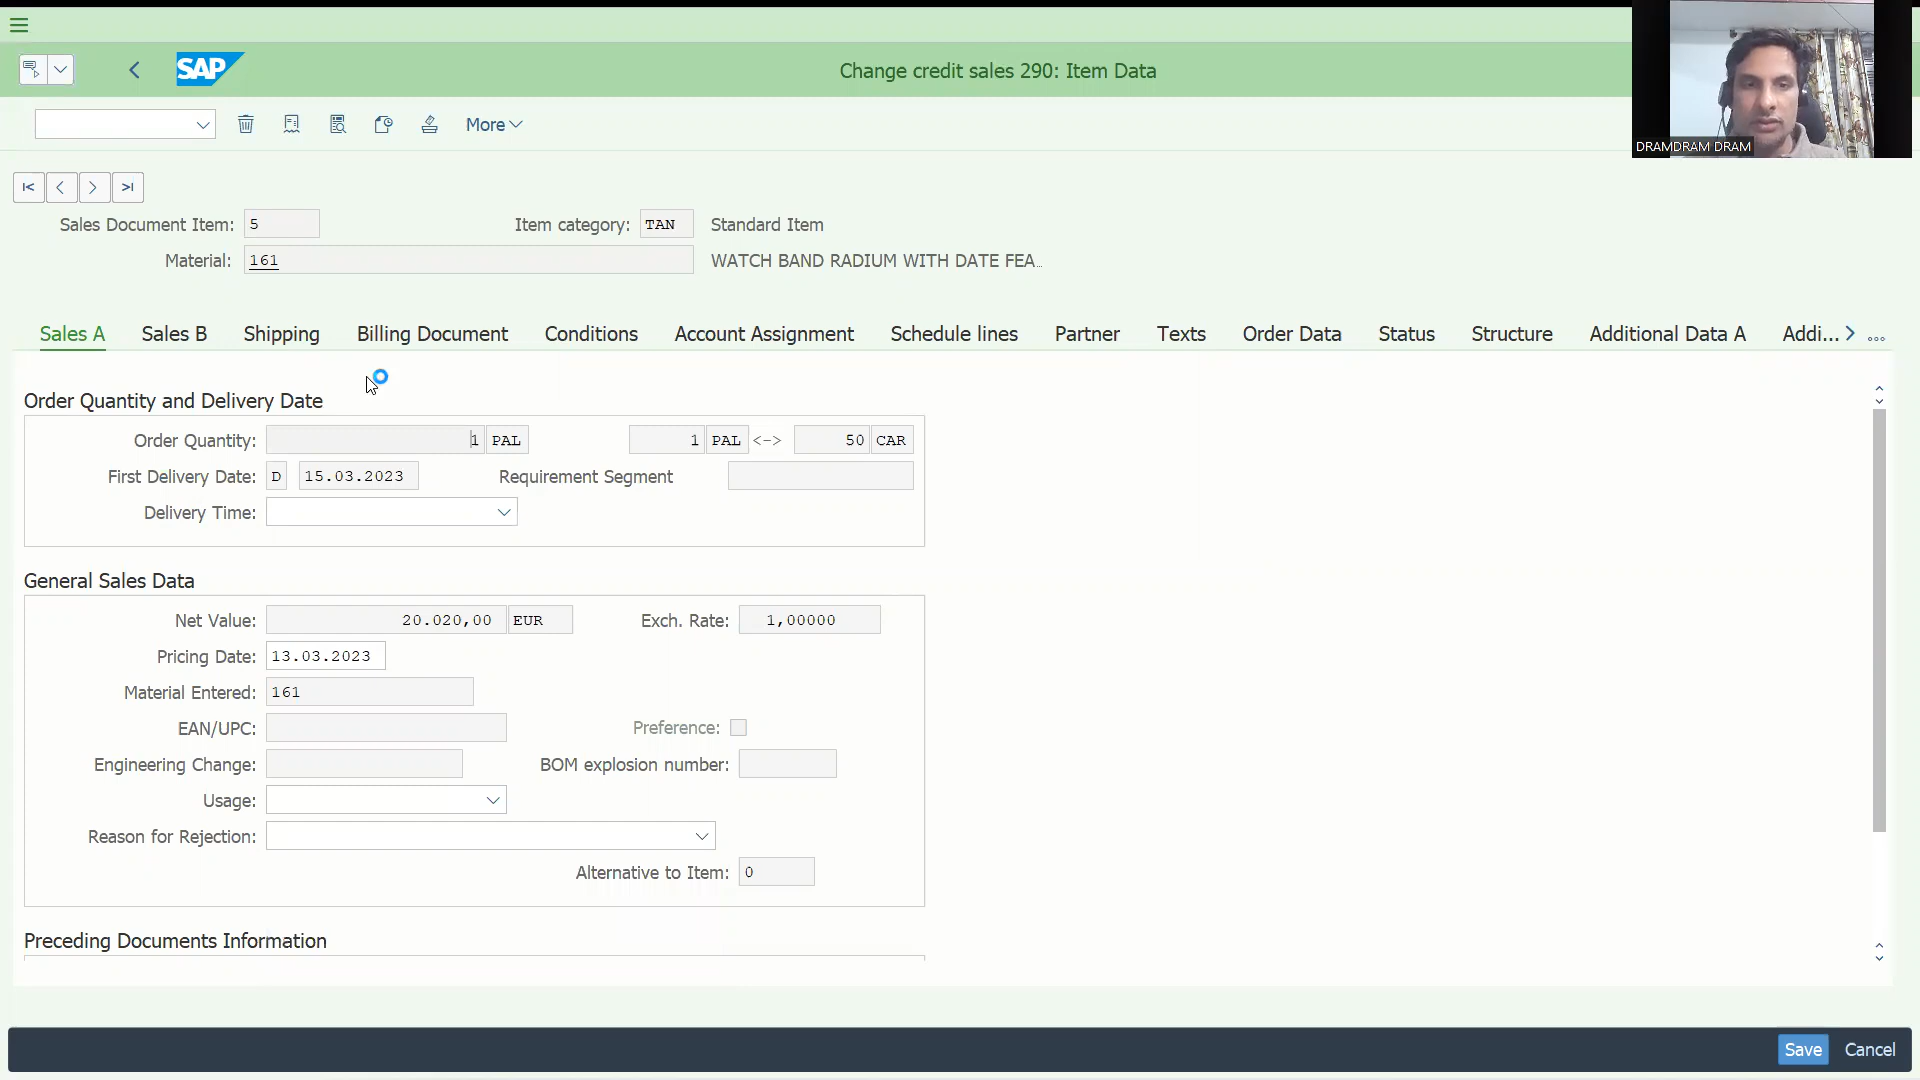 SAP
Change credit sales 290: Item Data
DRAMDRAM DRAM
More
Sales Document Item: 5 Item category: TAN Standard Item
Material: 161 WATCH BAND RADIUM WITH DATE FEA…
Sales A Sales B Shipping Billing Document Conditions Account Assignment Schedule lines Partner Texts Order Data Status Structure Additional Data A Addi... ...
Order Quantity and Delivery Date
Order Quantity: 1 PAL 1 PAL <-> 50 CAR
First Delivery Date: D 15.03.2023 Requirement Segment
Delivery Time:
General Sales Data
Net Value: 20.020,00 EUR Exch. Rate: 1,00000
Pricing Date: 13.03.2023
Material Entered: 161
EAN/UPC: Preference:
Engineering Change: BOM explosion number:
Usage:
Reason for Rejection:
Alternative to Item: 0
Preceding Documents Information
Save Cancel